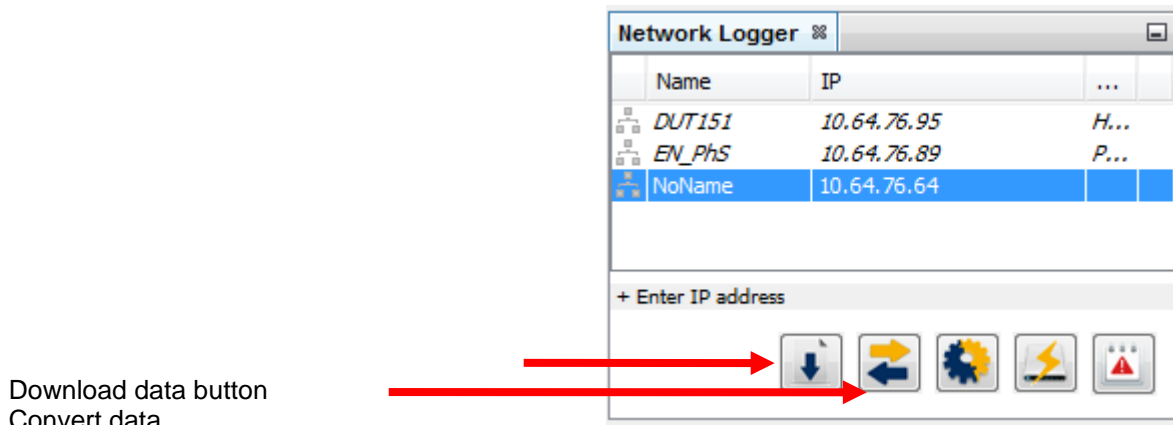 Network Logger
Name IP ...
DUT151 10.64.76.95 H...
EN_PhS 10.64.76.89 P...
NoName 10.64.76.64
+ Enter IP address
Download data button
Convert data